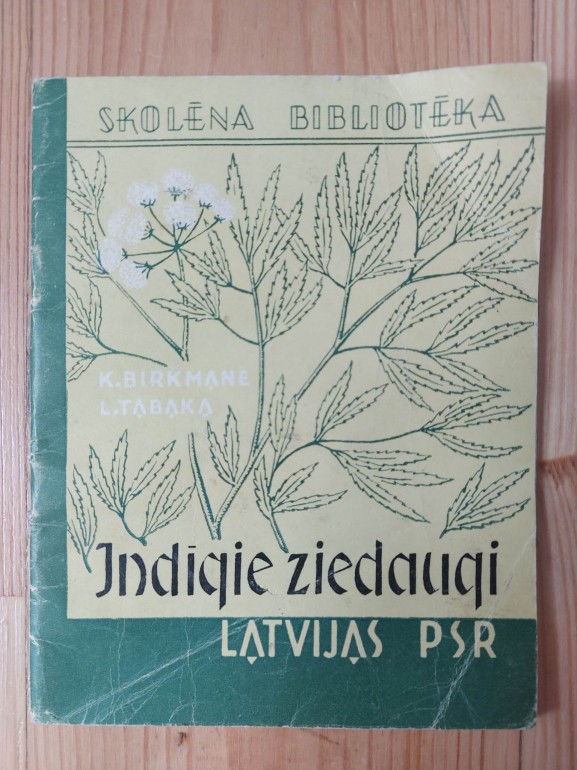 SKOLĒNA BIBLIOTĒKA
K. BIRKMANE
L. TABAKA
Indīgie ziedaugi
LATVIJAS PSR